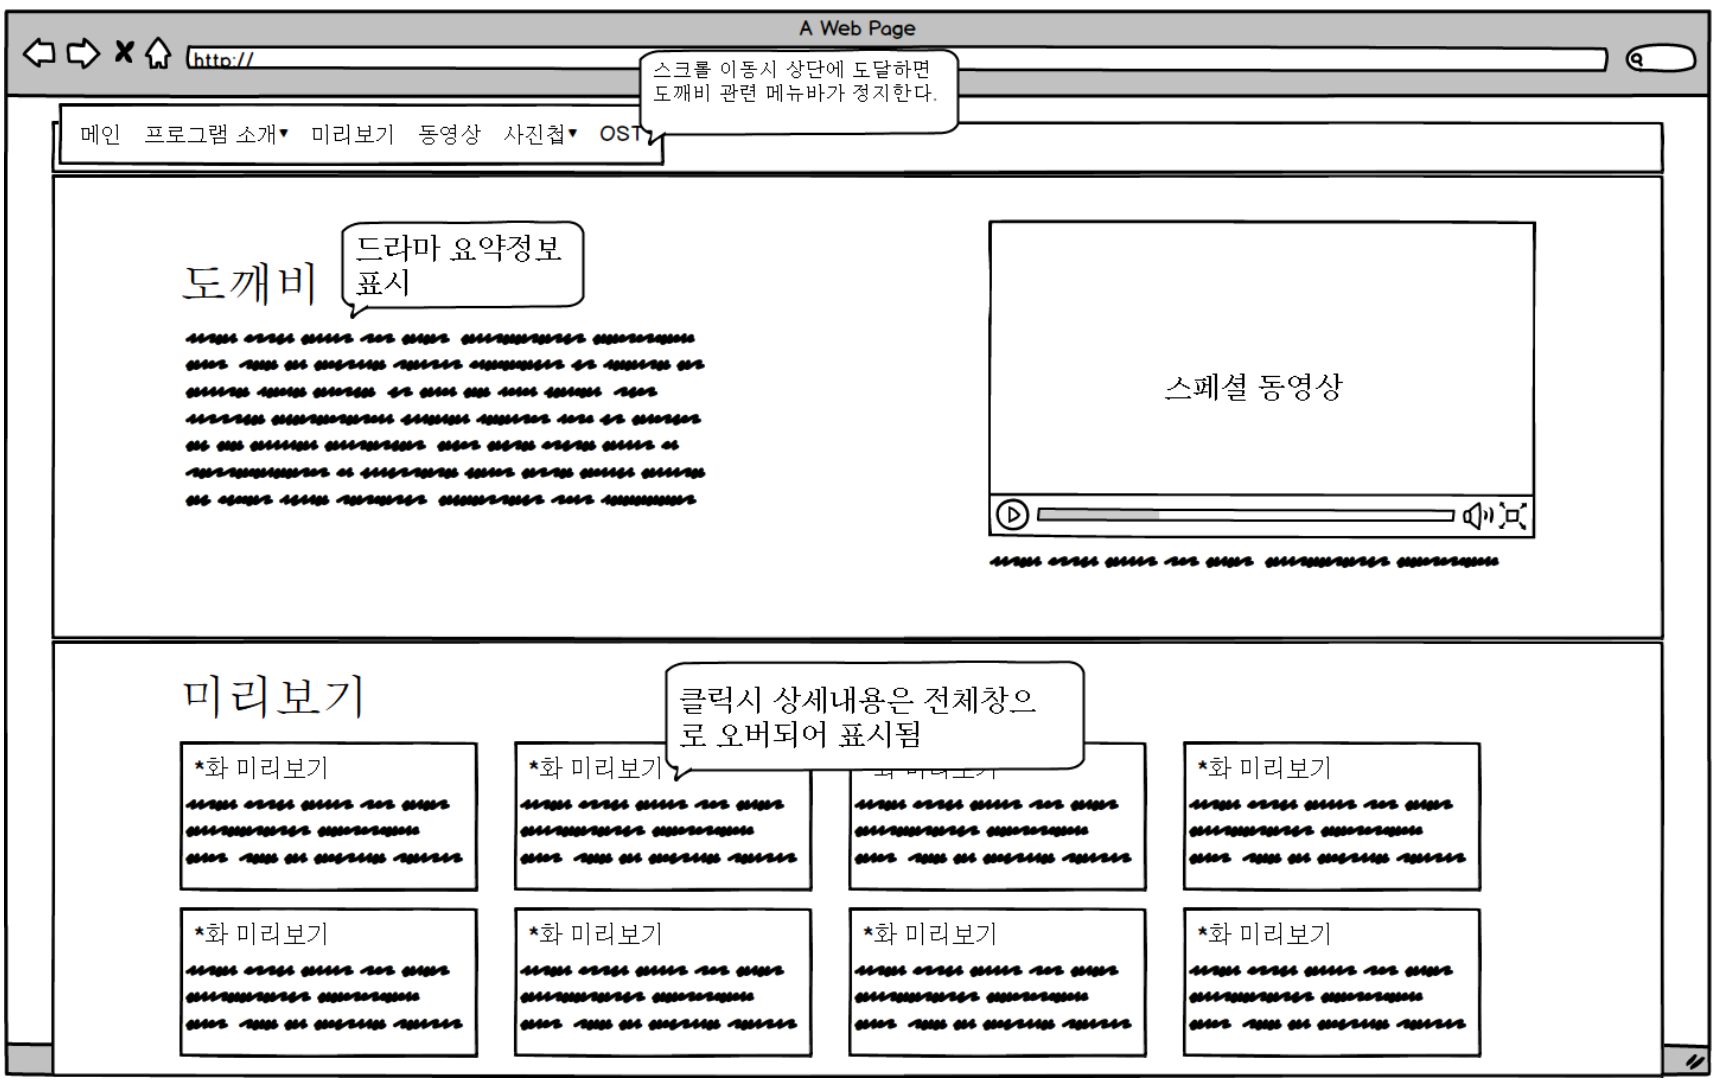 A Web Page
http://
스크롤 이동시 상단에 도달하면
도깨비 관련 메뉴바가 정지한다.
메인 프로그램 소개▼ 미리보기 동영상 사진첩▼ OST
드라마 요약정보
표시
도깨비
스페셜 동영상
미리보기
클릭시 상세내용은 전체창으
로 오버되어 표시됨
*화 미리보기 *화 미리보기 *화 미리보기 *화 미리보기
*화 미리보기 *화 미리보기 *화 미리보기 *화 미리보기